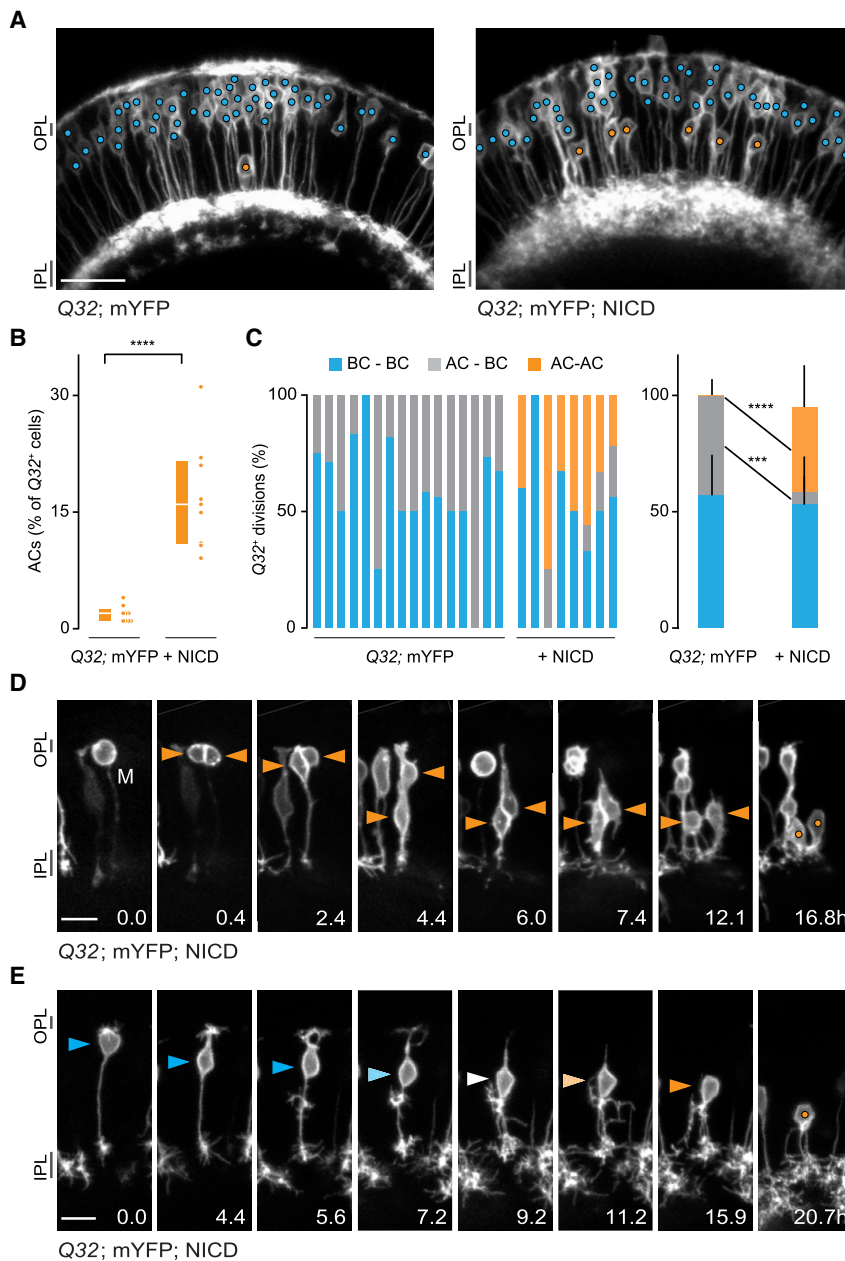 A
OPL
IPL
Q32; mYFP
Q32; mYFP; NICD
B
****
30
15
0
ACs (% of Q32+ cells)
Q32; mYFP + NICD
C
BC - BC
AC - BC
AC-AC
100
50
0
Q32+ divisions (%)
Q32; mYFP
+ NICD
100
50
0
****
***
Q32; mYFP
+ NICD
D
OPL
IPL
M
0.0
0.4
2.4
4.4
6.0
7.4
12.1
16.8h
Q32; mYFP; NICD
E
OPL
IPL
0.0
4.4
5.6
7.2
9.2
11.2
15.9
20.7h
Q32; mYFP; NICD